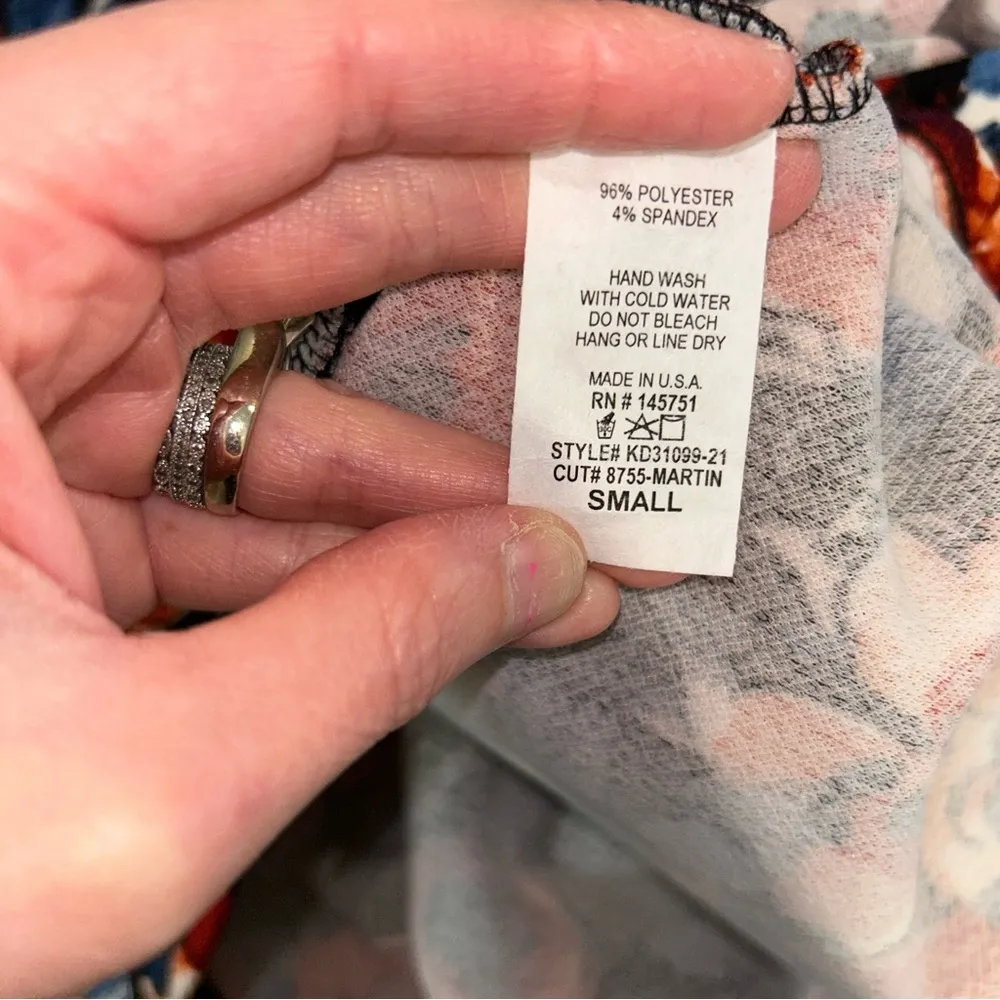 96% POLYESTER
4% SPANDEX
HAND WASH
WITH COLD WATER
DO NOT BLEACH
HANG OR LINE DRY
MADE IN U.S.A.
RN # 145751
STYLE# KD31099-21
CUT# 8755-MARTIN
SMALL